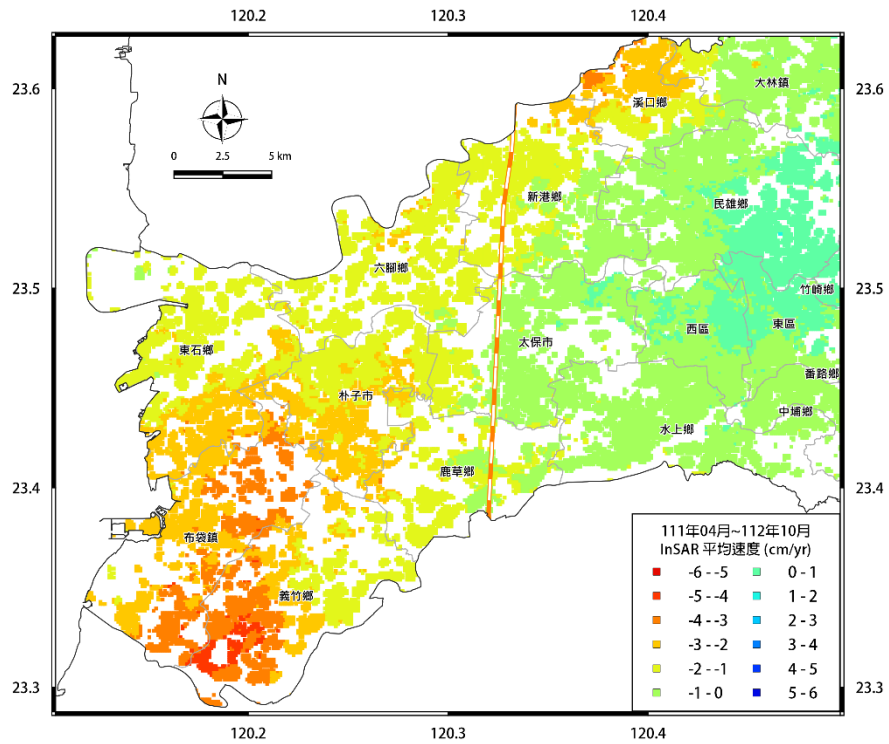 120.2 120.3 120.4
23.6
23.5
23.4
23.3
N
0 2.5 5 km
大林鎮
溪口鄉
民雄鄉
新港鄉
六腳鄉
竹崎鄉
東區
西區
太保市
東石鄉
番路鄉
朴子市
中埔鄉
水上鄉
鹿草鄉
布袋鎮
義竹鄉
111年04月~112年10月
InSAR 平均速度 (cm/yr)
-6 - -5 0 - 1
-5 - -4 1 - 2
-4 - -3 2 - 3
-3 - -2 3 - 4
-2 - -1 4 - 5
-1 - 0 5 - 6
23.6
23.5
23.4
23.3
120.2 120.3 120.4